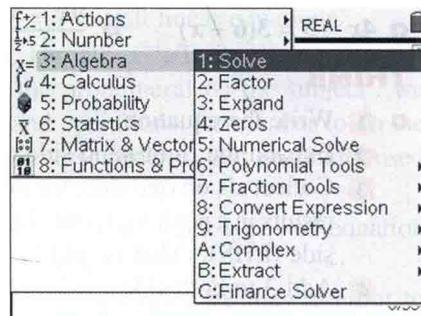 1: Actions
2: Number
3: Algebra
4: Calculus
5: Probability
6: Statistics
7: Matrix & Vector
8: Functions & Pro
REAL
1: Solve
2: Factor
3: Expand
4: Zeros
5: Numerical Solve
6: Polynomial Tools
7: Fraction Tools
8: Convert Expression
9: Trigonometry
A: Complex
B: Extract
C: Finance Solver